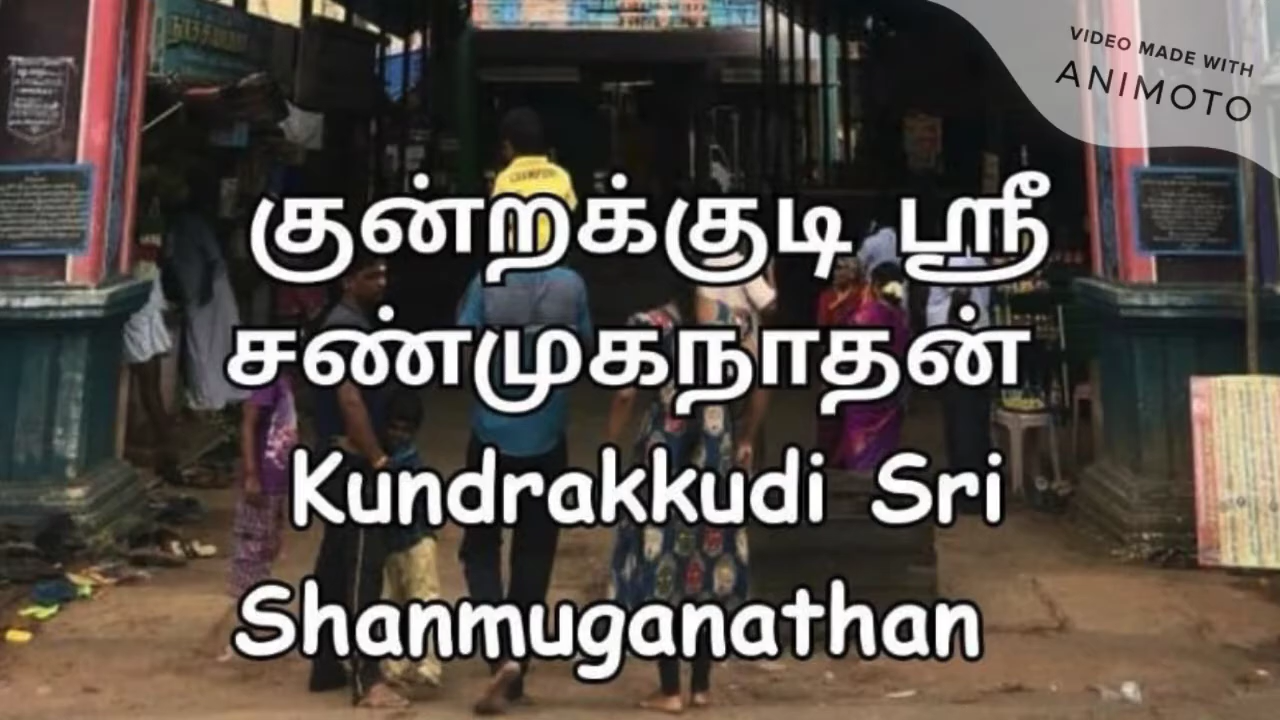 VIDEO MADE WITH
ANIMOTO
குன்றக்குடி ஸ்ரீ
சண்முகநாதன்
Kundrakkudi Sri
Shanmuganathan